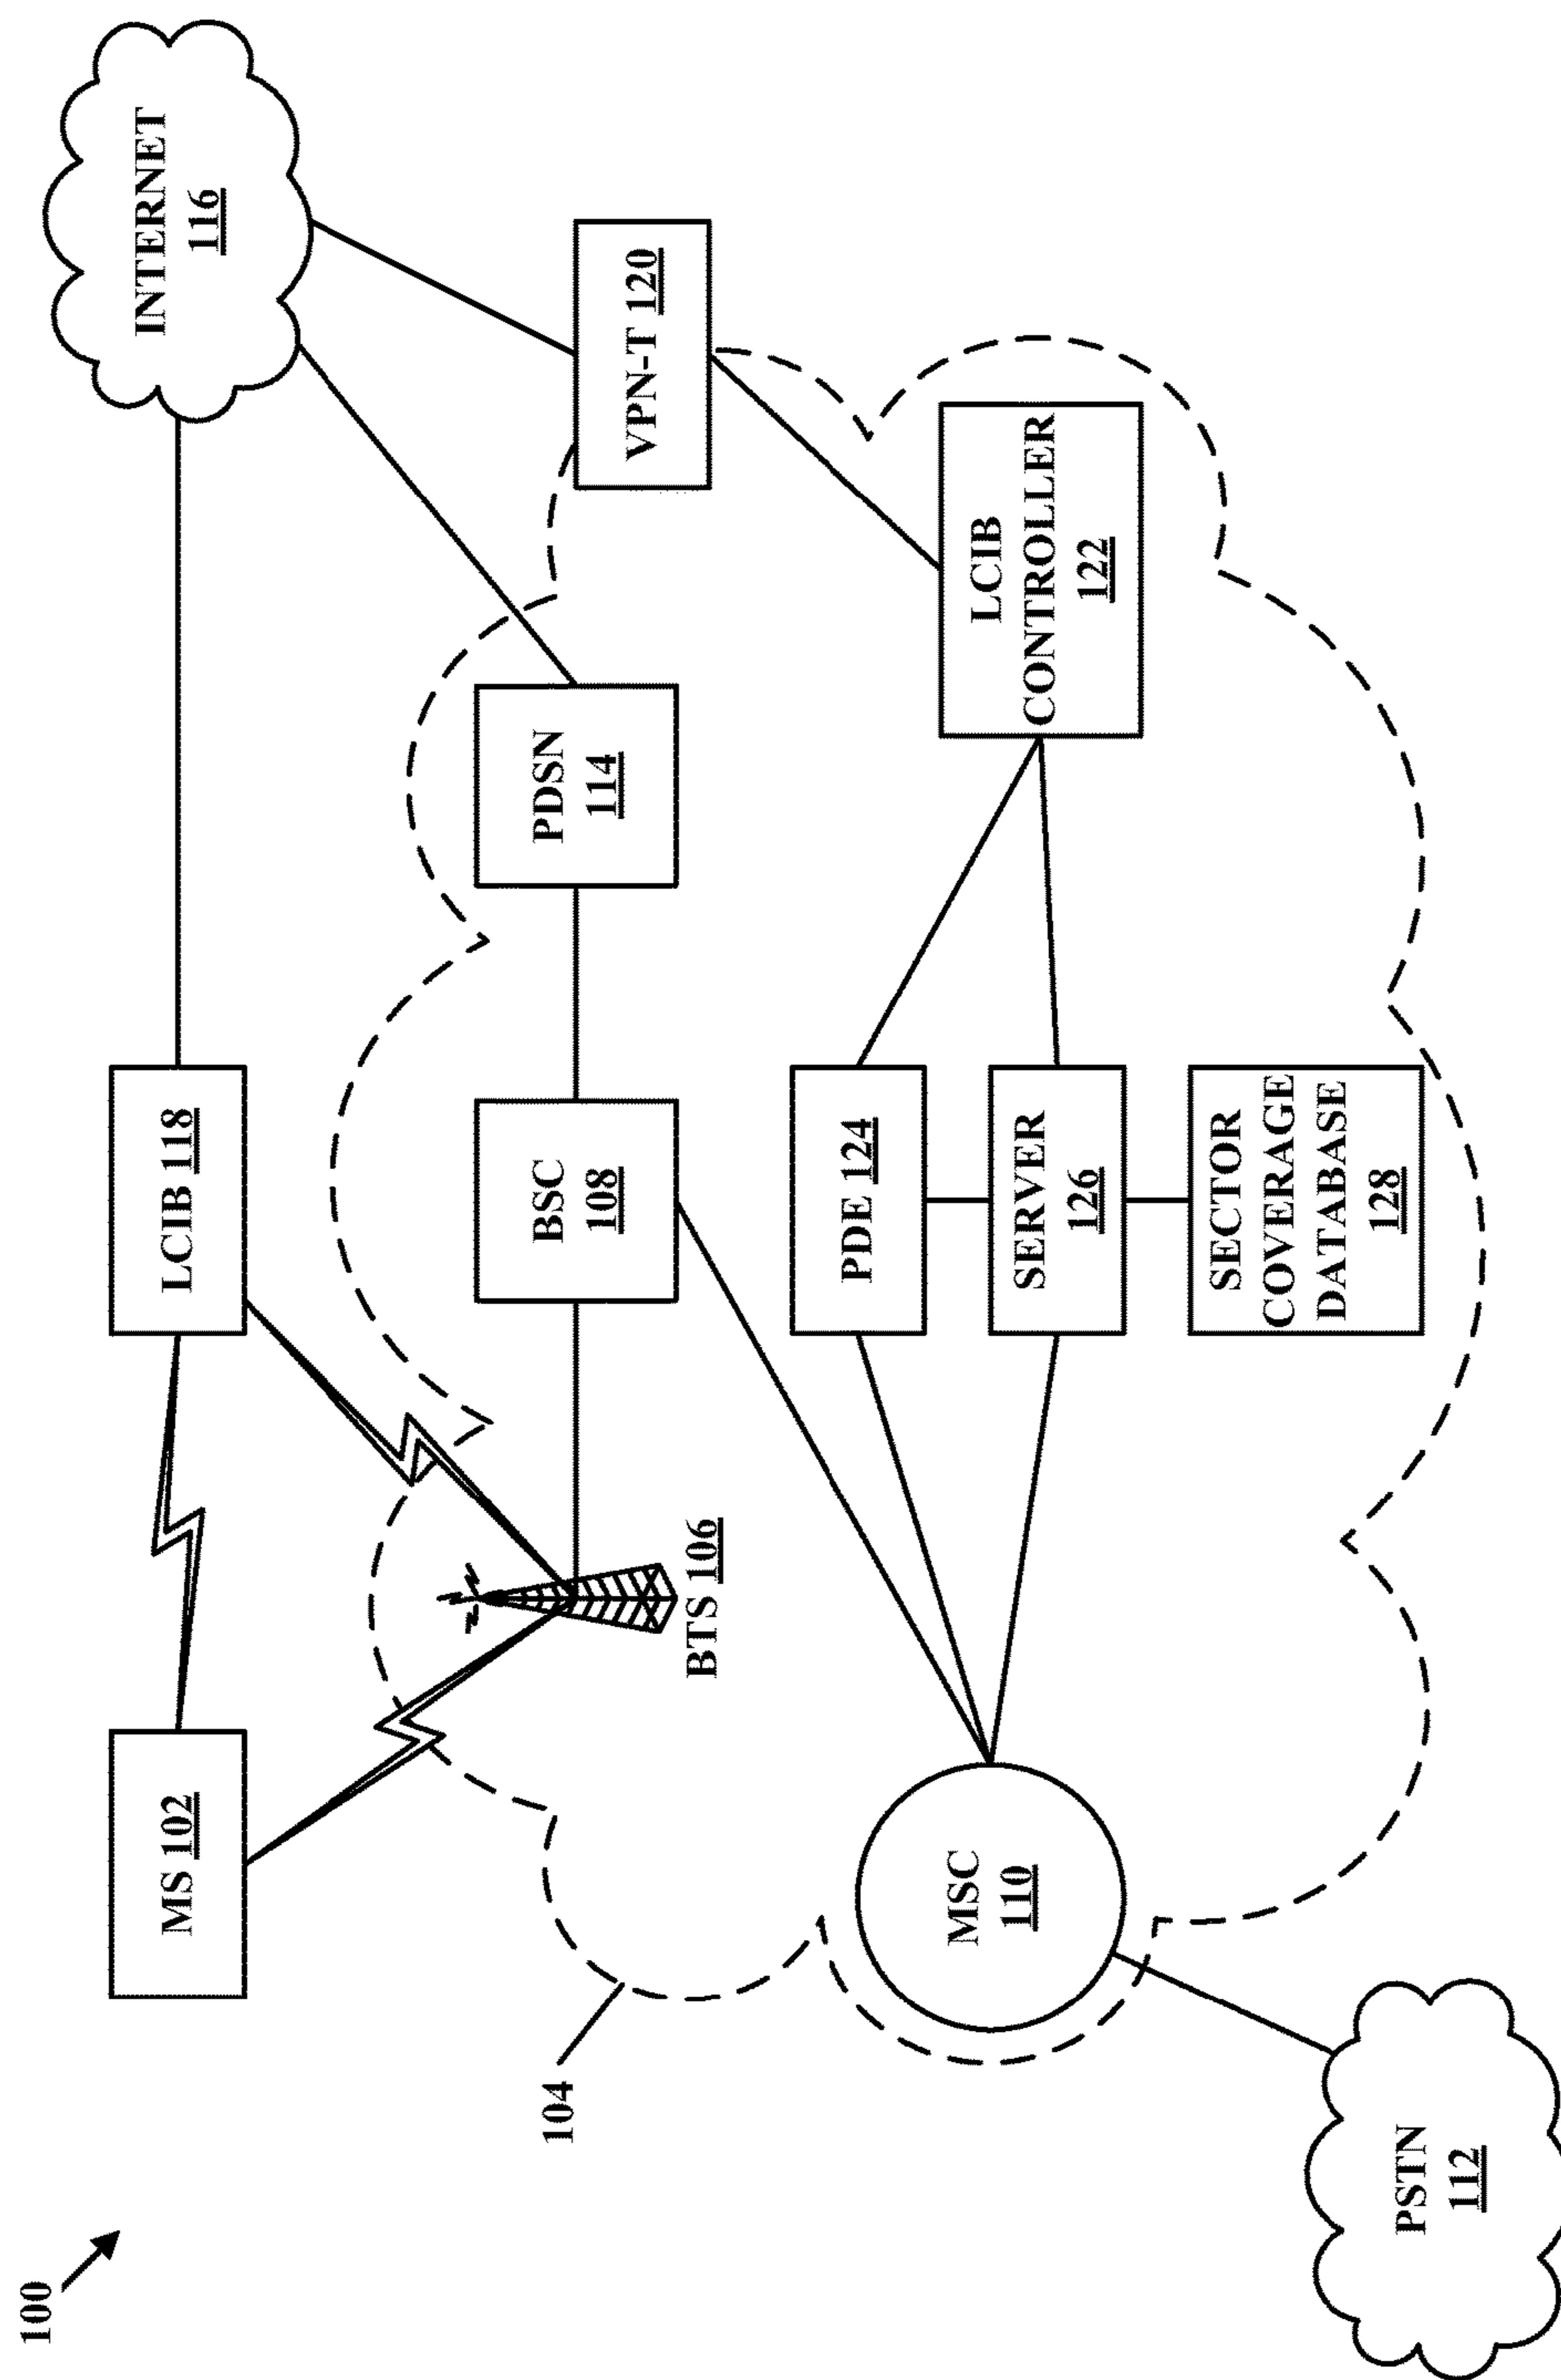 100
MS 102
LCIB 118
INTERNET
116
104
BTS 106
BSC
108
PDSN
114
VPN-T 120
MSC
110
PDE 124
SERVER
126
SECTOR
COVERAGE
DATABASE
128
LCIB
CONTROLLER
122
PSTN
112